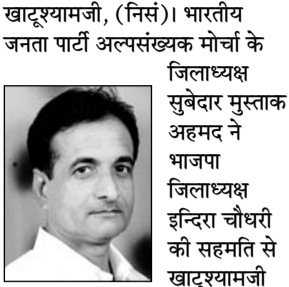 खाटूश्यामजी, (निसं)। भारतीय
जनता पार्टी अल्पसंख्यक मोर्चा के
जिलाध्यक्ष
सुबेदार मुस्ताक
अहमद ने
भाजपा
जिलाध्यक्ष
इन्दिरा चौधरी
की सहमति से
खाटूश्यामजी